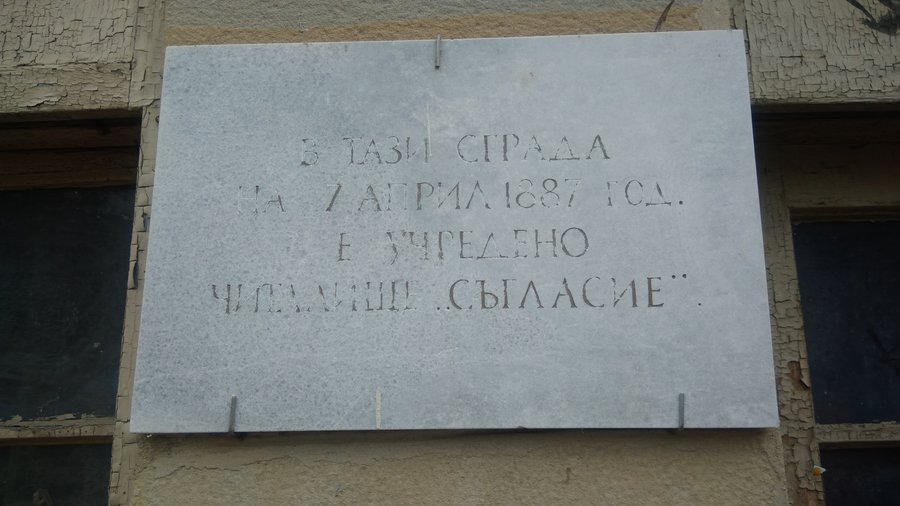 В ТАЗИ СГРАДА
НА 7 АПРИЛ 1887 ГОД.
Е УЧРЕДЕНО
ЧИТАЛИЩЕ „СЪГЛАСИЕ".